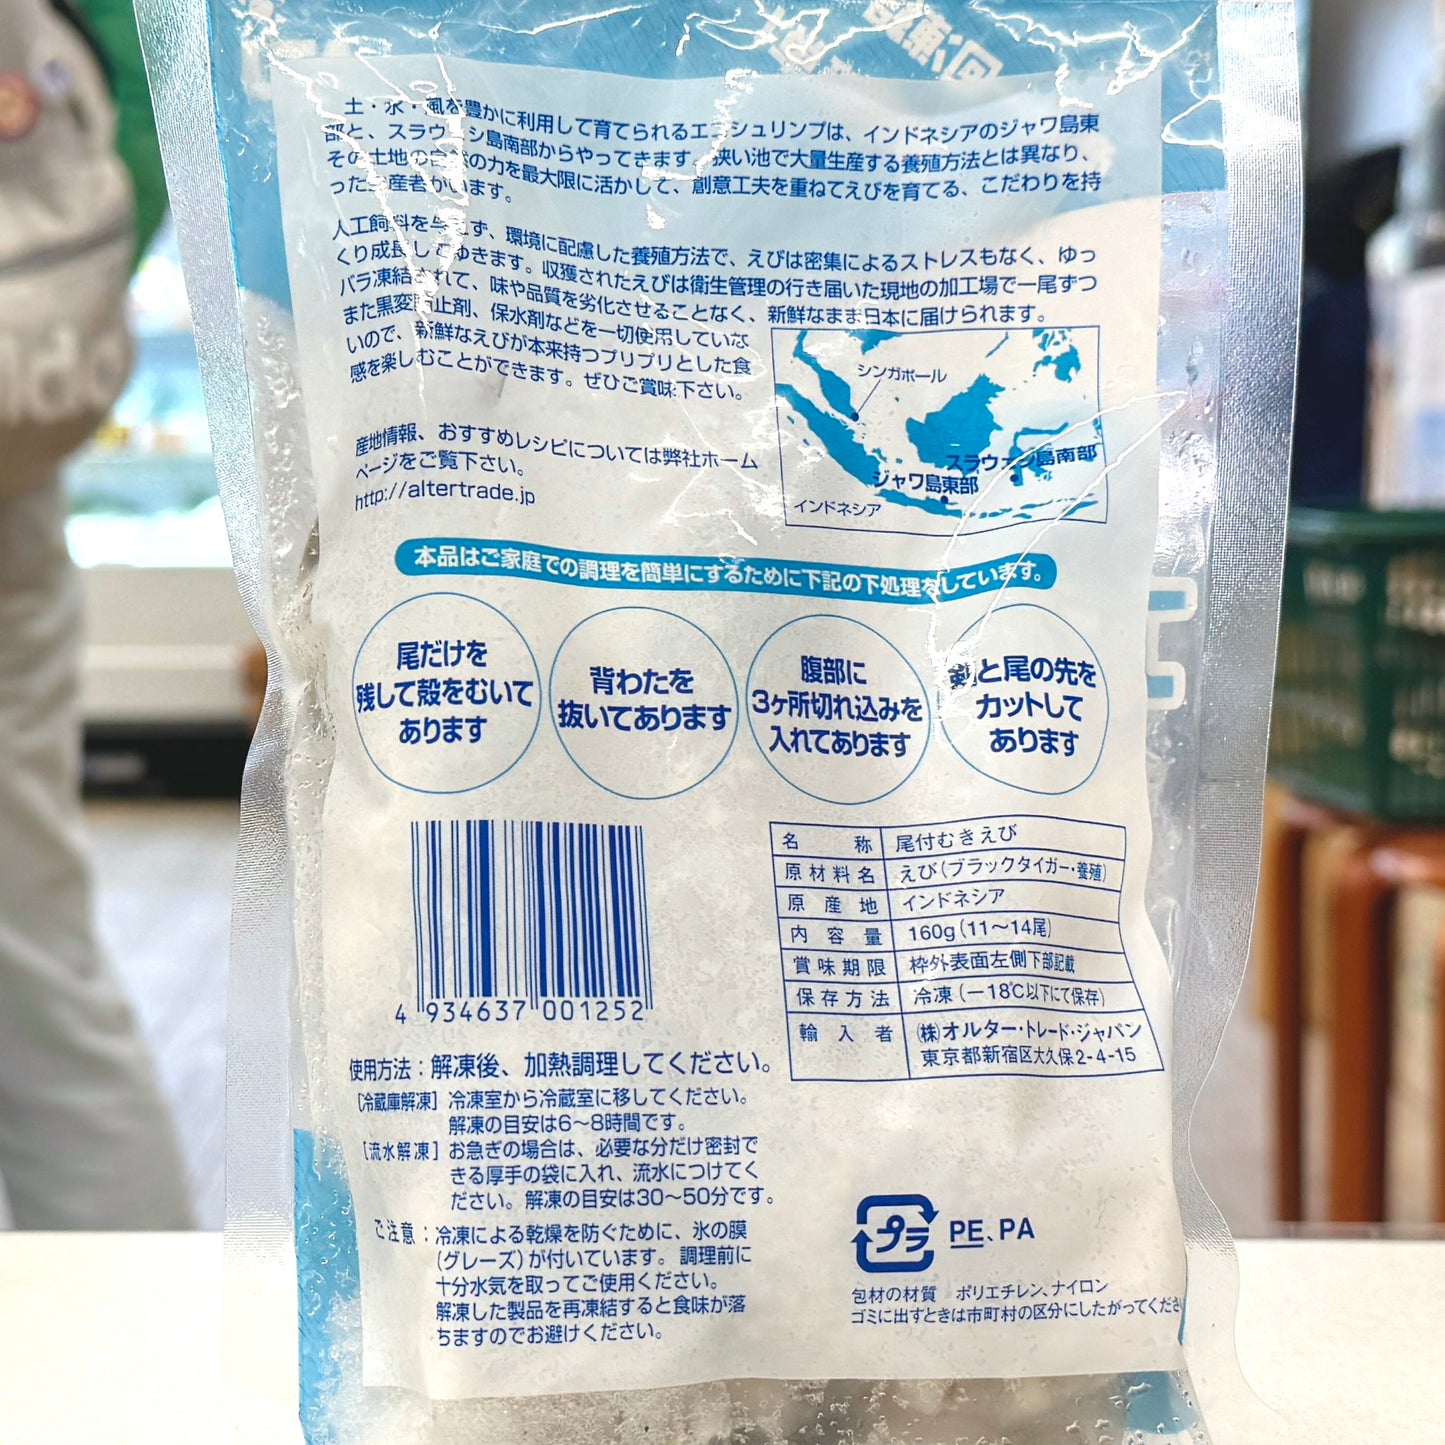 土・水・風を豊かに利用して育てられるエコシュリンプは、インドネシアのジャワ島東
部と、スラウェシ島南部からやってきます。狭い池で大量生産する養殖方法とは異なり、
その土地の自然の力を最大限に活かして、創意工夫を重ねてえびを育てる、こだわりを持
った生産者がいます。
人工飼料を与えず、環境に配慮した養殖方法で、えびは密集によるストレスもなく、ゆっ
くり成長してゆきます。収獲されたえびは衛生管理の行き届いた現地の加工場で一尾ずつ
バラ凍結されて、味や品質を劣化させることなく、新鮮なまま日本に届けられます。
また黒変防止剤、保水剤などを一切使用していな
いので、新鮮なえびが本来持つプリプリとした食
感を楽しむことができます。ぜひご賞味下さい。
シンガポール
スラウェシ島南部
ジャワ島東部
インドネシア
産地情報、おすすめレシピについては弊社ホーム
ページをご覧下さい。
http://altertrade.jp
本品はご家庭での調理を簡単にするために下記の下処理をしています。
尾だけを
残して殻をむいて
あります
背わたを
抜いてあります
腹部に
3ヶ所切れ込みを
入れてあります
と尾の先を
カットして
あります
4 934637 001252
名称 尾付むきえび
原材料名 えび(ブラックタイガー・養殖)
原産地 インドネシア
内容量 160g(11～14尾)
賞味期限 枠外表面左側下部記載
保存方法 冷凍(－18℃以下にて保存)
輸入者 (株)オルター・トレード・ジャパン
東京都新宿区大久保2-4-15
使用方法：解凍後、加熱調理してください。
[冷蔵庫解凍] 冷凍室から冷蔵室に移してください。
解凍の目安は6～8時間です。
[流水解凍] お急ぎの場合は、必要な分だけ密封で
きる厚手の袋に入れ、流水につけてく
ださい。解凍の目安は30～50分です。
ご注意：冷凍による乾燥を防ぐために、氷の膜
(グレーズ)が付いています。調理前に
十分水気を取ってご使用ください。
解凍した製品を再凍結すると食味が落
ちますのでお避けください。
プラ PE、PA
包材の材質 ポリエチレン、ナイロン
ゴミに出すときは市町村の区分にしたがってくださ